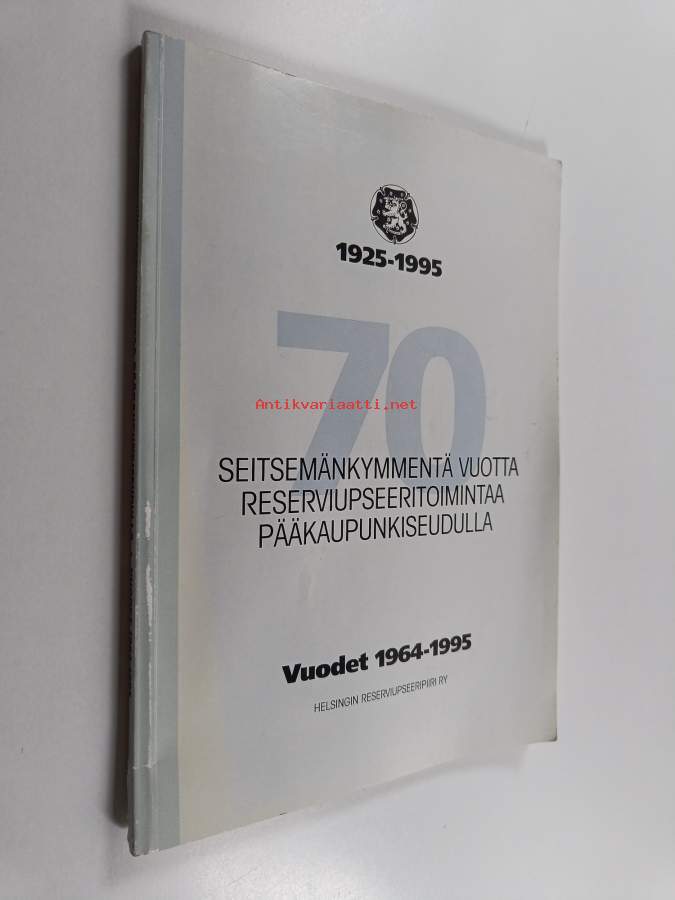 1925-1995
70
Antikvariaatti.net
SEITSEMÄNKYMMENTÄ VUOTTA
RESERVIUPSEERITOIMINTAA
PÄÄKAUPUNKISEUDULLA
Vuodet 1964-1995
HELSINGIN RESERVIUPSEERIPIIRI RY